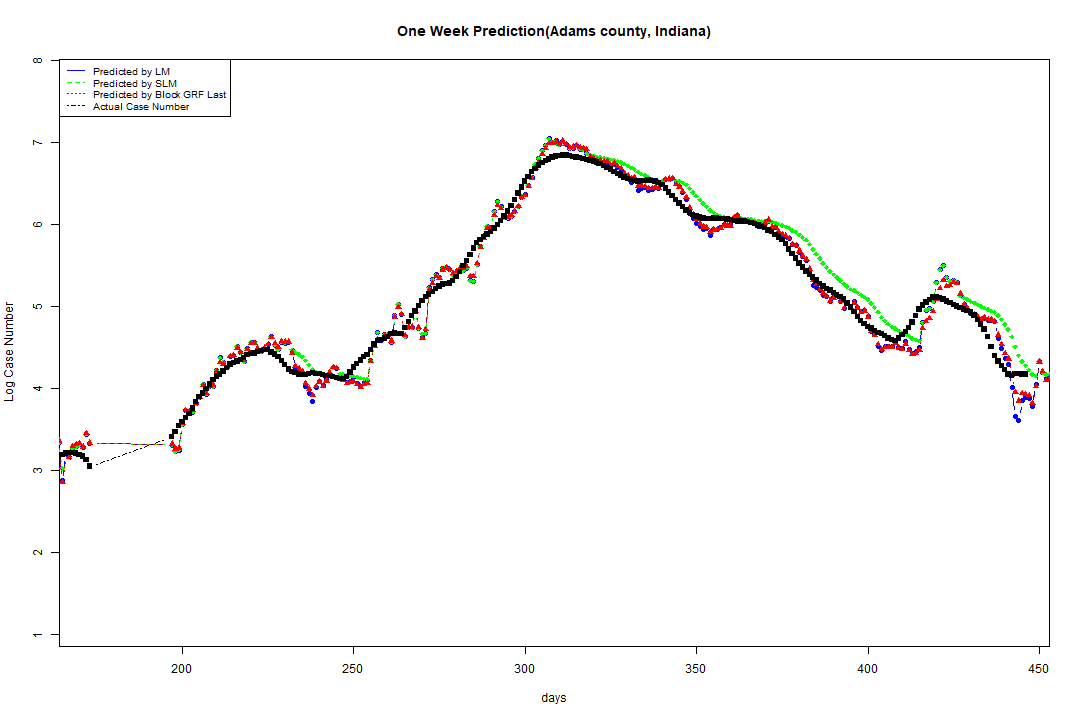 One Week Prediction(Adams county, Indiana)
Predicted by LM
Predicted by SLM
Predicted by Block GRF Last
Actual Case Number
8
7
6
5
4
3
2
1
Log Case Number
200 250 300 350 400 450
days